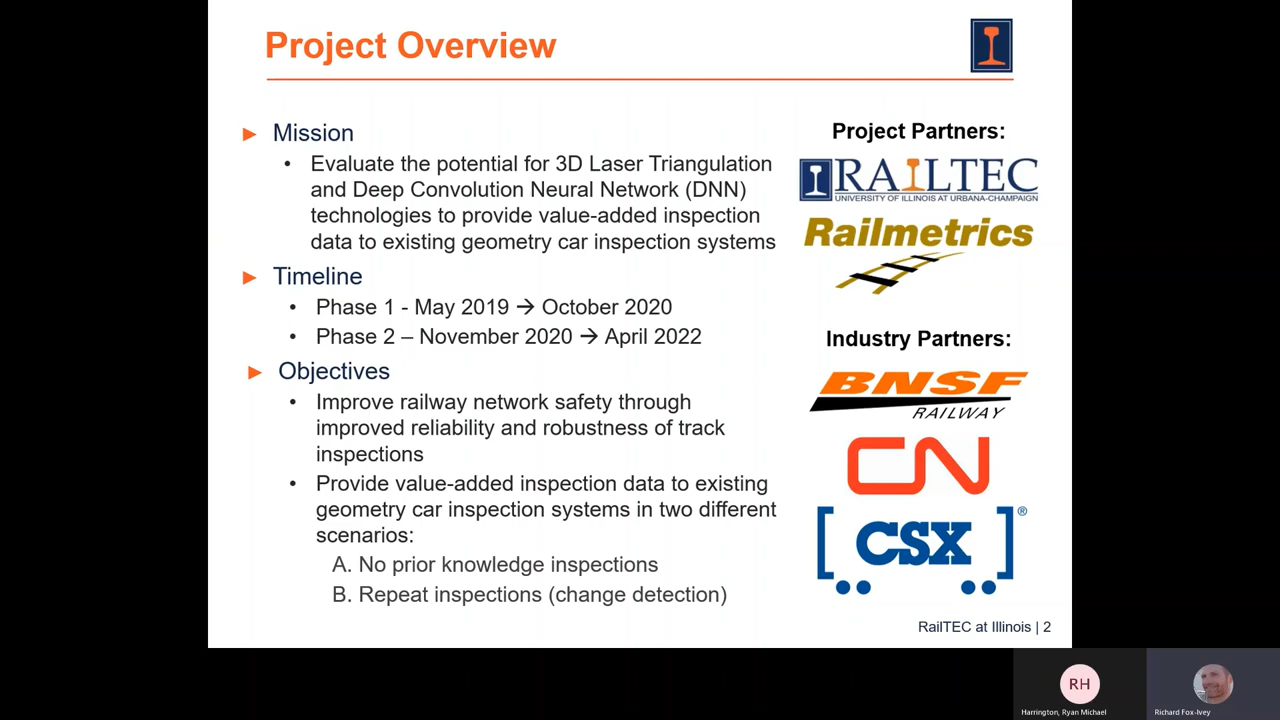 Project Overview
► Mission
• Evaluate the potential for 3D Laser Triangulation
and Deep Convolution Neural Network (DNN)
technologies to provide value-added inspection
data to existing geometry car inspection systems
► Timeline
• Phase 1 - May 2019 → October 2020
• Phase 2 – November 2020 → April 2022
► Objectives
• Improve railway network safety through
improved reliability and robustness of track
inspections
• Provide value-added inspection data to existing
geometry car inspection systems in two different
scenarios:
A. No prior knowledge inspections
B. Repeat inspections (change detection)
Project Partners:
RAILTEC
UNIVERSITY OF ILLINOIS AT URBANA-CHAMPAIGN
Railmetrics
Industry Partners:
BNSF
RAILWAY
CN
CSX®
RailTEC at Illinois | 2
RH
Harrington, Ryan Michael
Richard Fox-Ivey